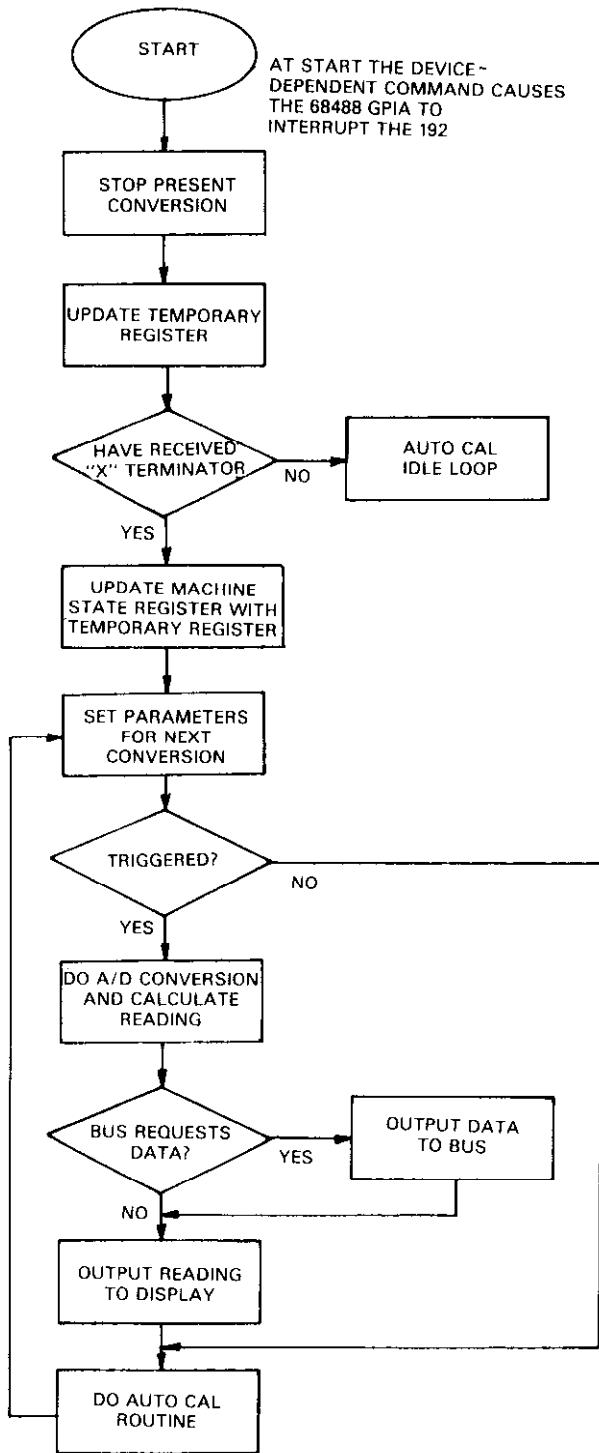 START
AT START THE DEVICE-
DEPENDENT COMMAND CAUSES
THE 68488 GPIA TO
INTERRUPT THE 192
STOP PRESENT
CONVERSION
UPDATE TEMPORARY
REGISTER
HAVE RECEIVED
"X" TERMINATOR
NO
AUTO CAL
IDLE LOOP
YES
UPDATE MACHINE
STATE REGISTER WITH
TEMPORARY REGISTER
SET PARAMETERS
FOR NEXT
CONVERSION
TRIGGERED?
NO
YES
DO A/D CONVERSION
AND CALCULATE
READING
BUS REQUESTS
DATA?
YES
OUTPUT DATA
TO BUS
NO
OUTPUT READING
TO DISPLAY
DO AUTO CAL
ROUTINE